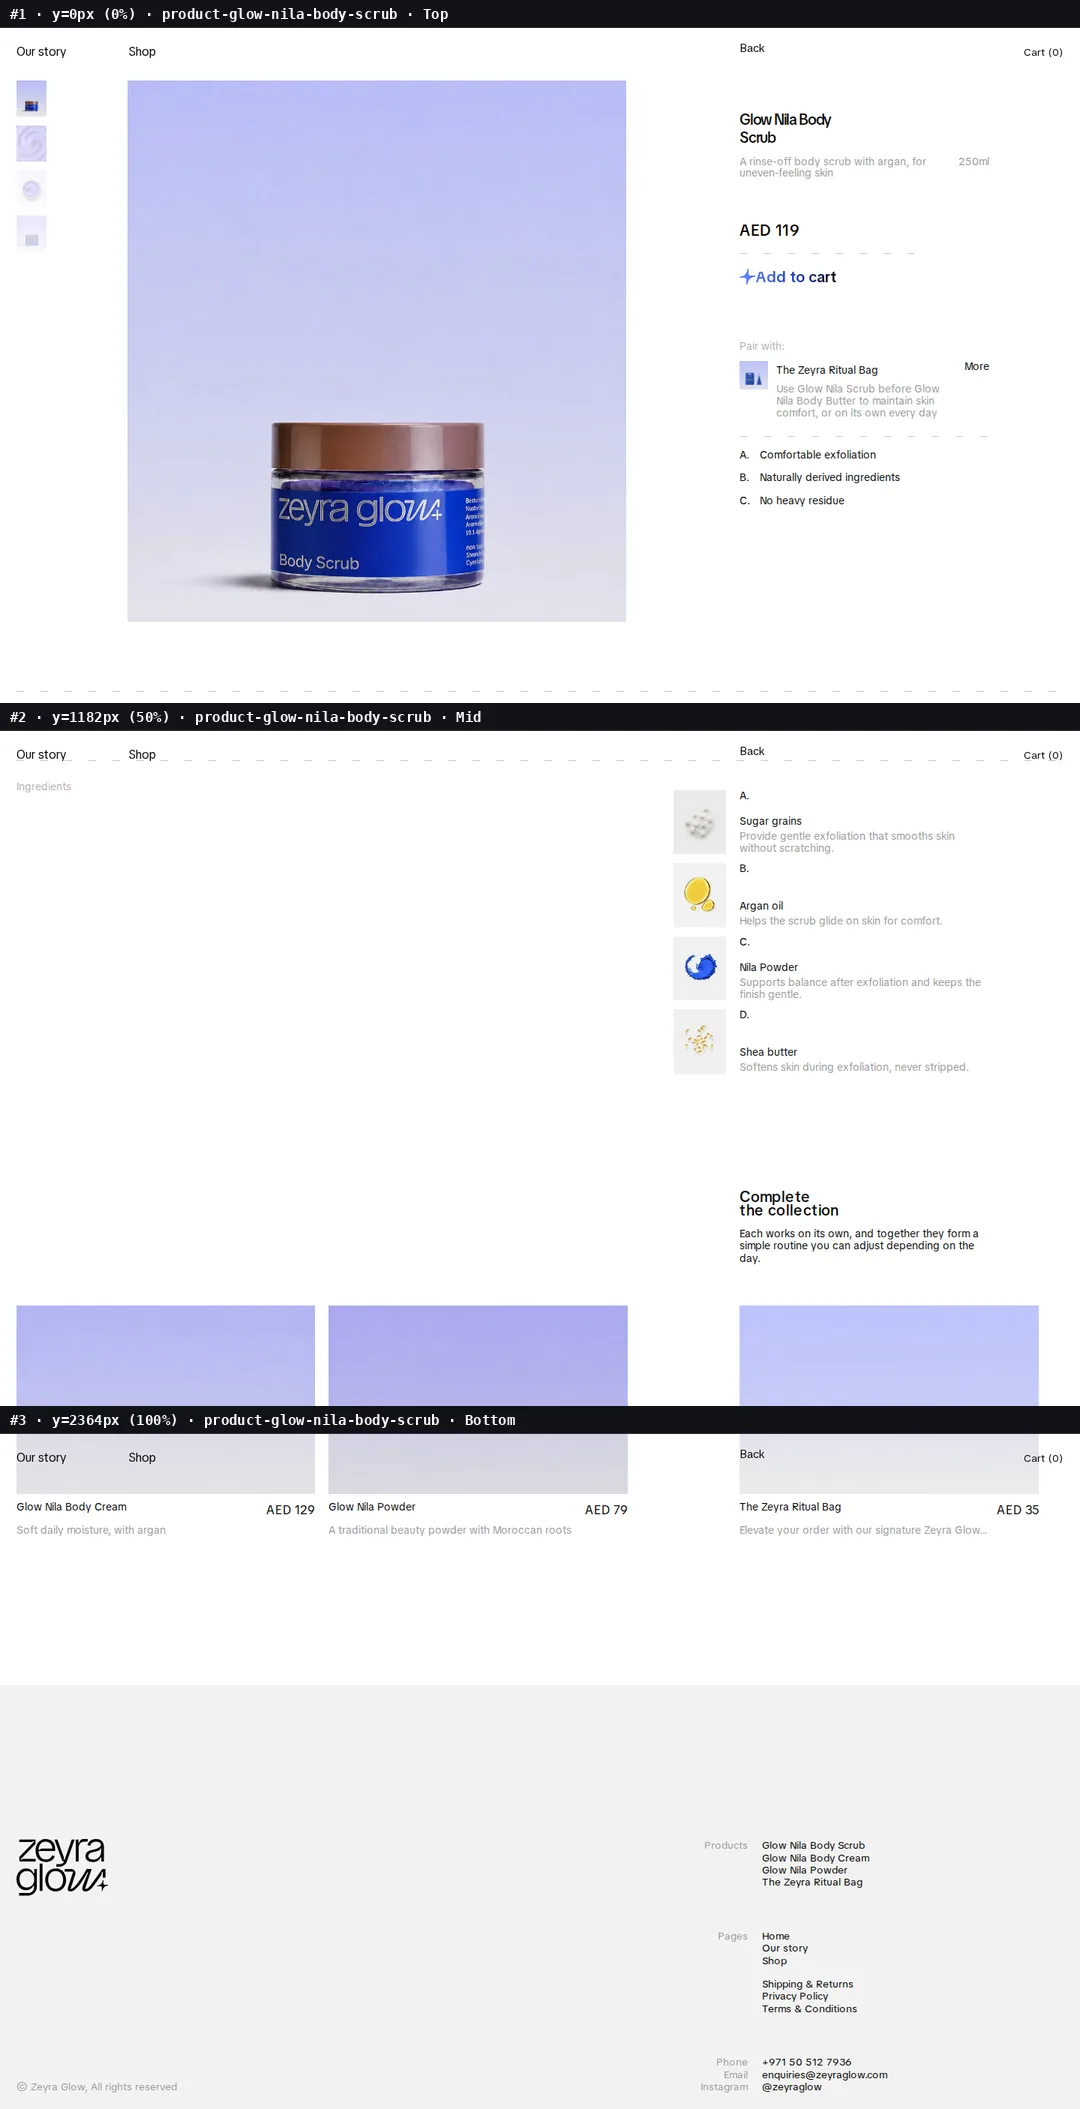 #1 · y=0px (0%) · product-glow-nila-body-scrub · Top
Our story
Shop
Back
Cart (0)
Glow Nila Body
Scrub
A rinse-off body scrub with argan, for
uneven-feeling skin
250ml
AED 119
Add to cart
Pair with:
The Zeyra Ritual Bag
More
Use Glow Nila Scrub before Glow
Nila Body Butter to maintain skin
comfort, or on its own every day
A. Comfortable exfoliation
B. Naturally derived ingredients
C. No heavy residue
zeyra glow
Body Scrub
#2 · y=1182px (50%) · product-glow-nila-body-scrub · Mid
Our story
Shop
Back
Cart (0)
Ingredients
A.
Sugar grains
Provide gentle exfoliation that smooths skin
without scratching.
B.
Argan oil
Helps the scrub glide on skin for comfort.
C.
Nila Powder
Supports balance after exfoliation and keeps the
finish gentle.
D.
Shea butter
Softens skin during exfoliation, never stripped.
Complete
the collection
Each works on its own, and together they form a
simple routine you can adjust depending on the
day.
#3 · y=2364px (100%) · product-glow-nila-body-scrub · Bottom
Our story
Shop
Back
Cart (0)
Glow Nila Body Cream
AED 129
Soft daily moisture, with argan
Glow Nila Powder
AED 79
A traditional beauty powder with Moroccan roots
The Zeyra Ritual Bag
AED 35
Elevate your order with our signature Zeyra Glow...
zeyra
glow
Products
Glow Nila Body Scrub
Glow Nila Body Cream
Glow Nila Powder
The Zeyra Ritual Bag
Pages
Home
Our story
Shop
Shipping & Returns
Privacy Policy
Terms & Conditions
Phone +971 50 512 7936
Email enquiries@zeyraglow.com
Instagram @zeyraglow
© Zeyra Glow, All rights reserved